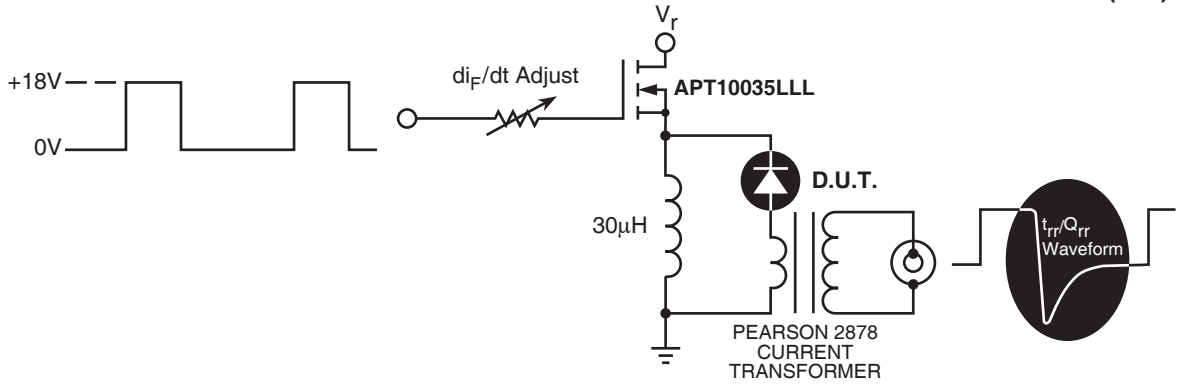 Vr
+18V
0V
diF/dt Adjust
APT10035LLL
D.U.T.
30μH
trr/Qrr
Waveform
PEARSON 2878
CURRENT
TRANSFORMER